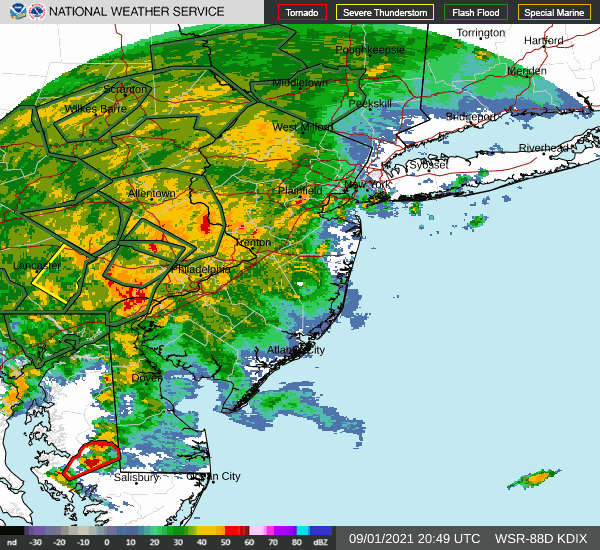 NATIONAL WEATHER SERVICE
Tornado
Severe Thunderstorm
Flash Flood
Special Marine
Torrington
Hartford
Poughkeepsie
Meriden
Middletown
Scranton
Peekskill
Wilkes Barre
Bridgeport
West Milford
Riverhead
Syosset
New York
Plainfield
Allentown
Trenton
Lancaster
Philadelphia
Atlantic City
Dover
Salisbury
Ocean City
nd -30 -20 -10 0 10 20 30 40 50 60 70 80 dBZ
09/01/2021 20:49 UTC WSR-88D KDIX